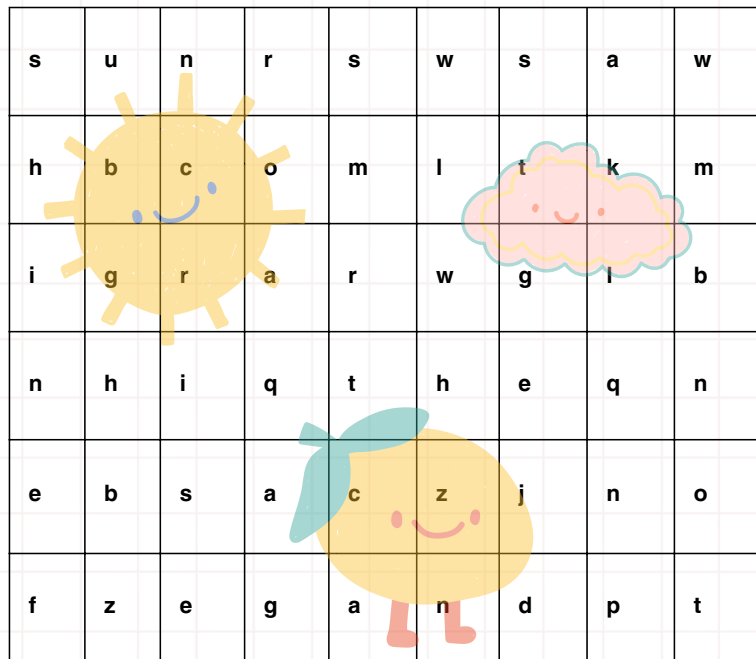 s u n r s w s a w
h b c o m l t k m
i g r a r w g l b
n h i q t h e q n
e b s a c z j n o
f z e g a n d p t